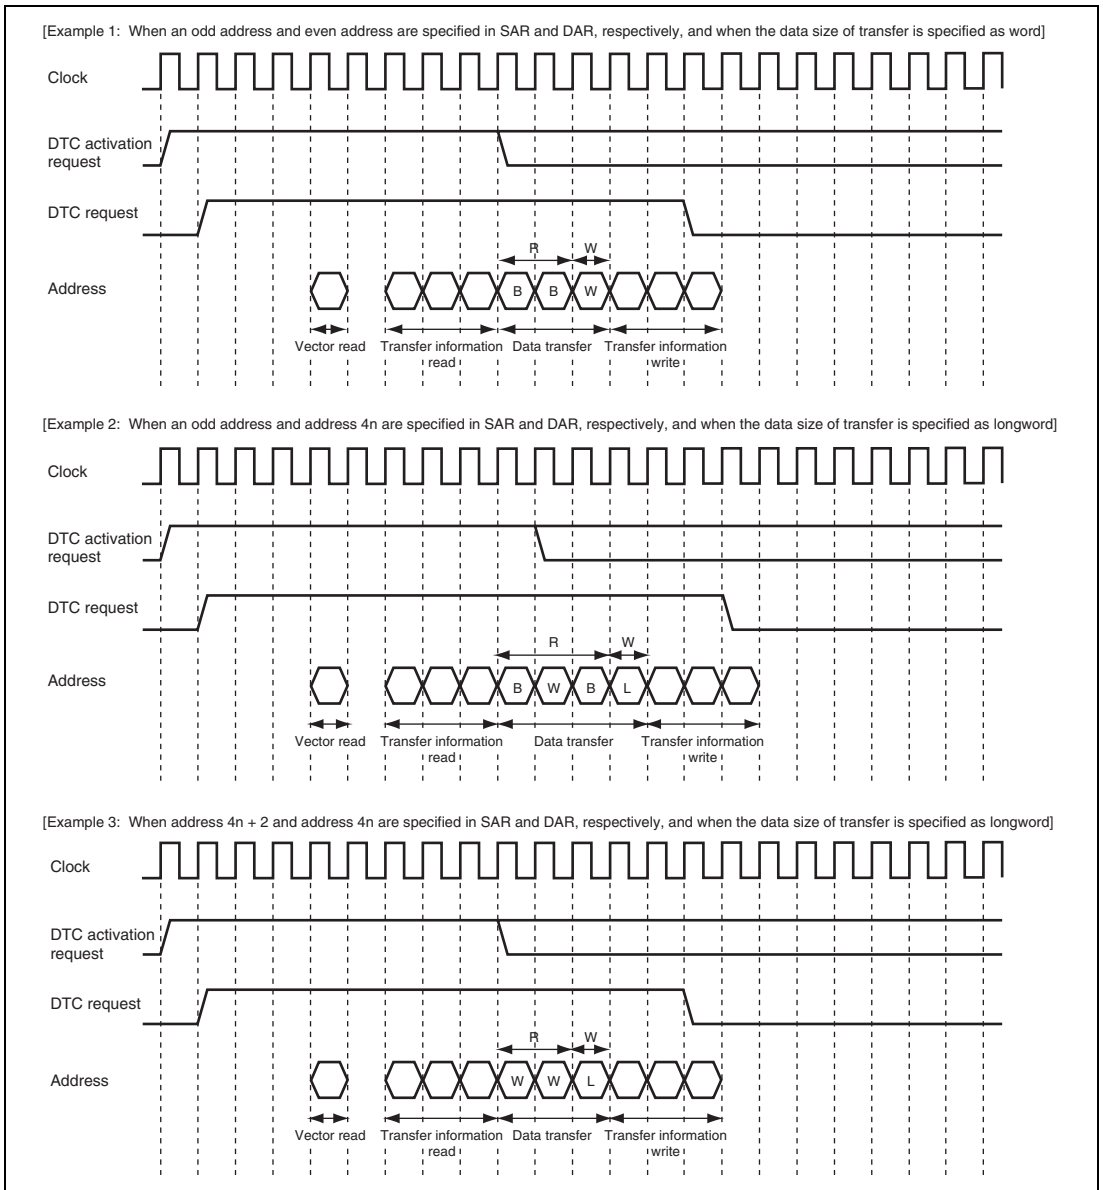 [Example 1: When an odd address and even address are specified in SAR and DAR, respectively, and when the data size of transfer is specified as word]
Clock
DTC activation
request
DTC request
R W
Address
B B W
Vector read Transfer information Data transfer Transfer information
read write
[Example 2: When an odd address and address 4n are specified in SAR and DAR, respectively, and when the data size of transfer is specified as longword]
Clock
DTC activation
request
DTC request
R W
Address
B W B L
Vector read Transfer information Data transfer Transfer information
read write
[Example 3: When address 4n + 2 and address 4n are specified in SAR and DAR, respectively, and when the data size of transfer is specified as longword]
Clock
DTC activation
request
DTC request
R W
Address
W W L
Vector read Transfer information Data transfer Transfer information
read write